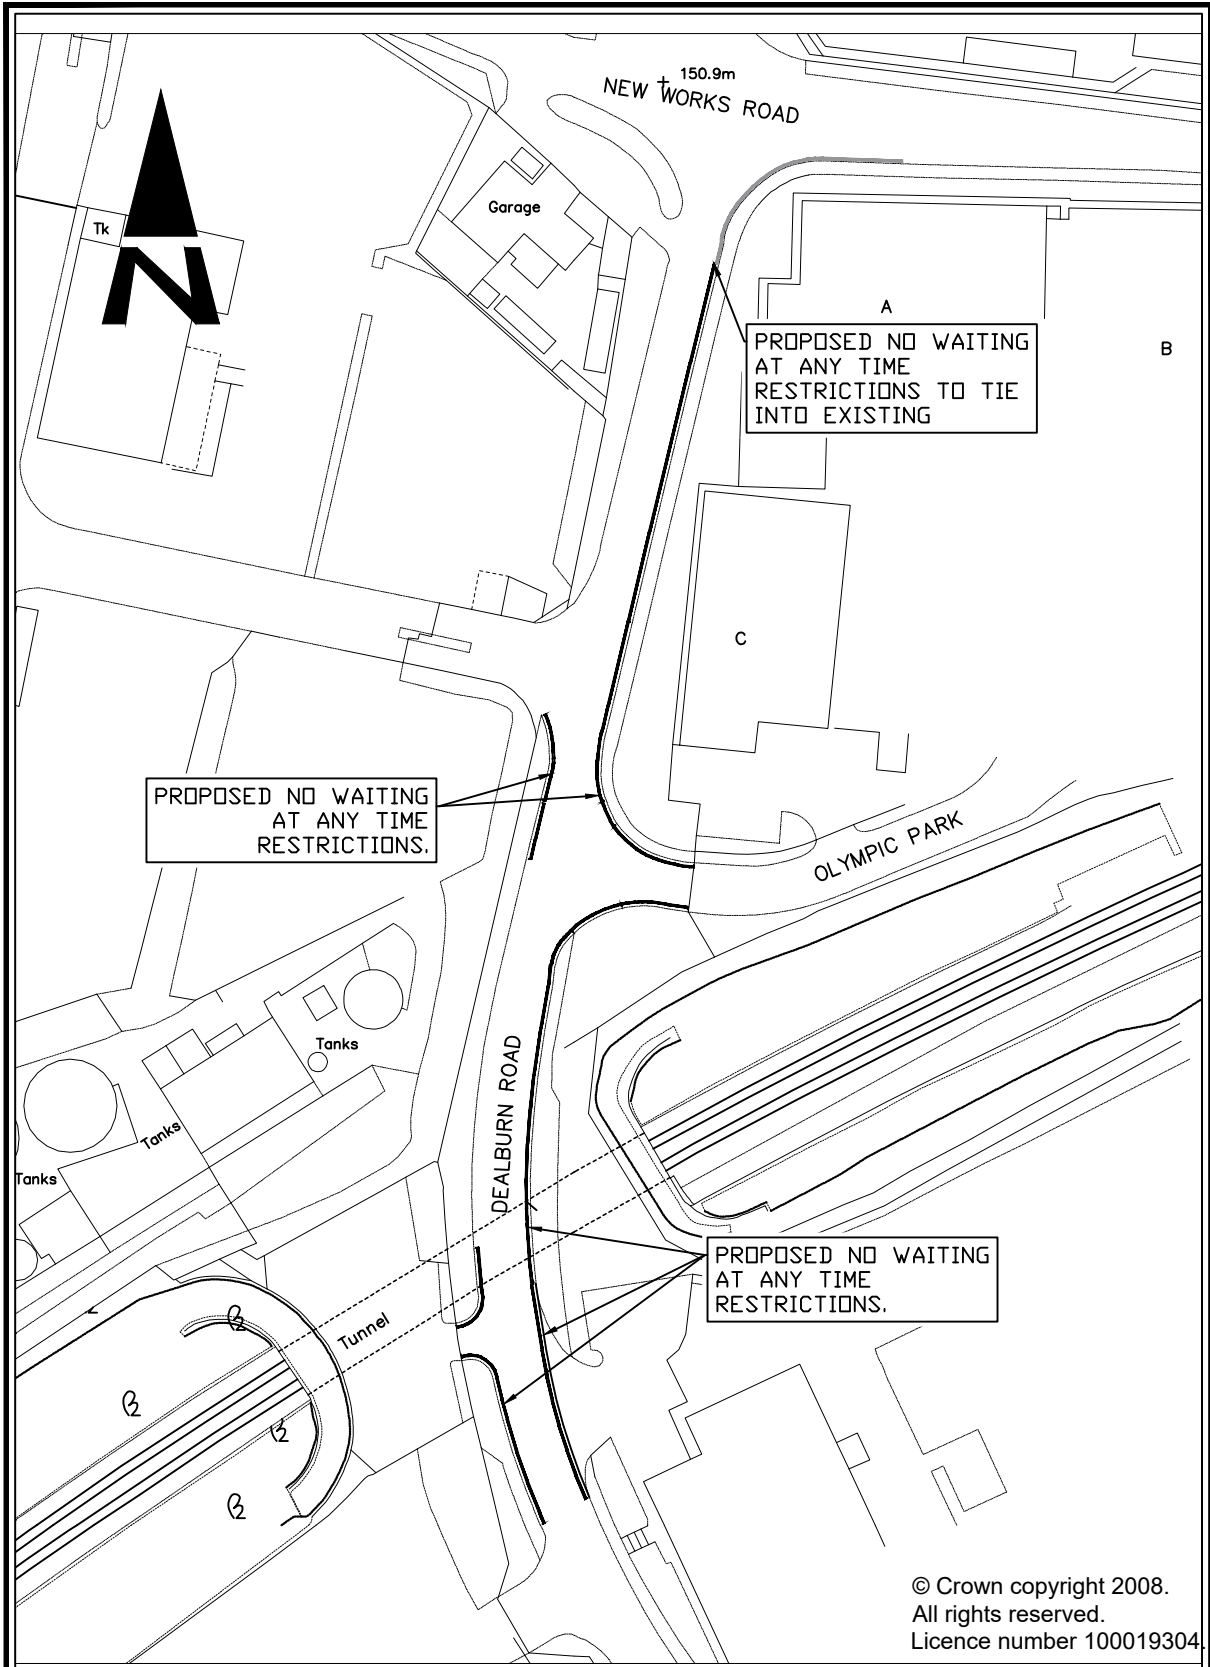 150.9m
NEW WORKS ROAD
Garage
Tk
N
A
B
PROPOSED NO WAITING
AT ANY TIME
RESTRICTIONS TO TIE
INTO EXISTING
C
PROPOSED NO WAITING
AT ANY TIME
RESTRICTIONS.
OLYMPIC PARK
Tanks
DEALBURN ROAD
Tanks
Tanks
PROPOSED NO WAITING
AT ANY TIME
RESTRICTIONS.
Tunnel
© Crown copyright 2008.
All rights reserved.
Licence number 100019304.